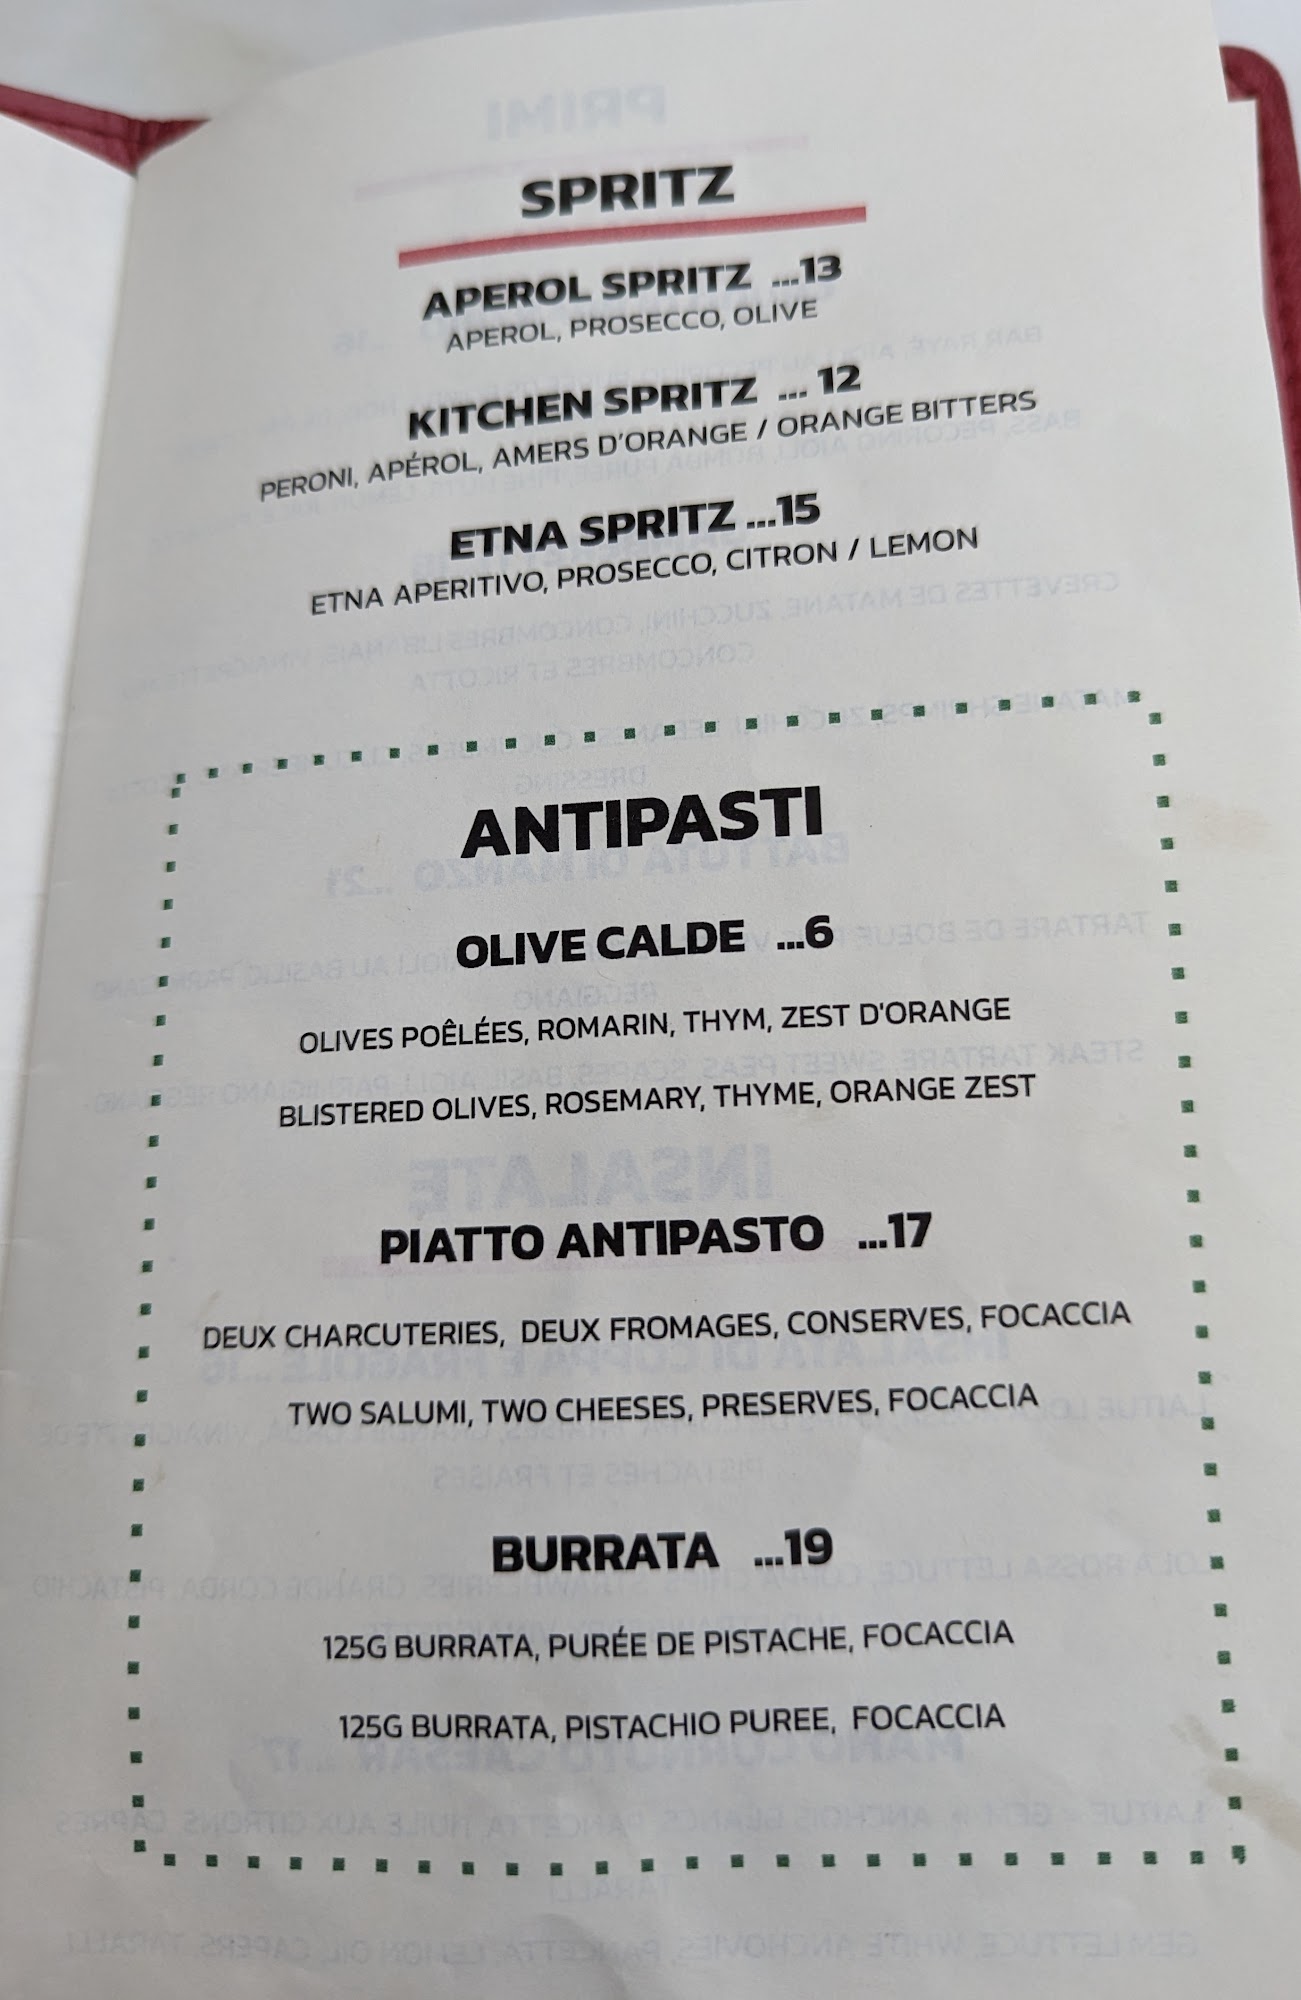 SPRITZ
APEROL SPRITZ ...13
APEROL, PROSECCO, OLIVE
KITCHEN SPRITZ ... 12
PERONI, APÉROL, AMERS D'ORANGE / ORANGE BITTERS
ETNA SPRITZ ...15
ETNA APERITIVO, PROSECCO, CITRON / LEMON
ANTIPASTI
OLIVE CALDE ...6
OLIVES POÊLÉES, ROMARIN, THYM, ZEST D'ORANGE
BLISTERED OLIVES, ROSEMARY, THYME, ORANGE ZEST
PIATTO ANTIPASTO ...17
DEUX CHARCUTERIES, DEUX FROMAGES, CONSERVES, FOCACCIA
TWO SALUMI, TWO CHEESES, PRESERVES, FOCACCIA
BURRATA ...19
125G BURRATA, PURÉE DE PISTACHE, FOCACCIA
125G BURRATA, PISTACHIO PUREE, FOCACCIA